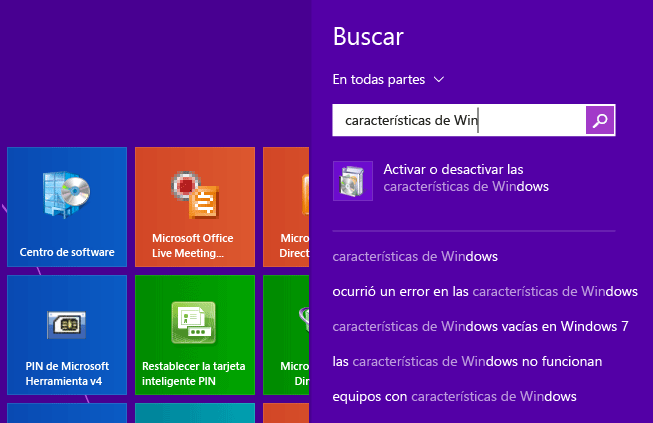 Buscar
En todas partes
características de Win
Activar o desactivar las
características de Windows
características de Windows
ocurrió un error en las características de Windows
características de Windows vacías en Windows 7
las características de Windows no funcionan
equipos con características de Windows
Centro de software
Microsoft Office
Live Meeting...
Micros
Direct
PIN de Microsoft
Herramienta v4
Restablecer la tarjeta
inteligente PIN
Micros
Dir